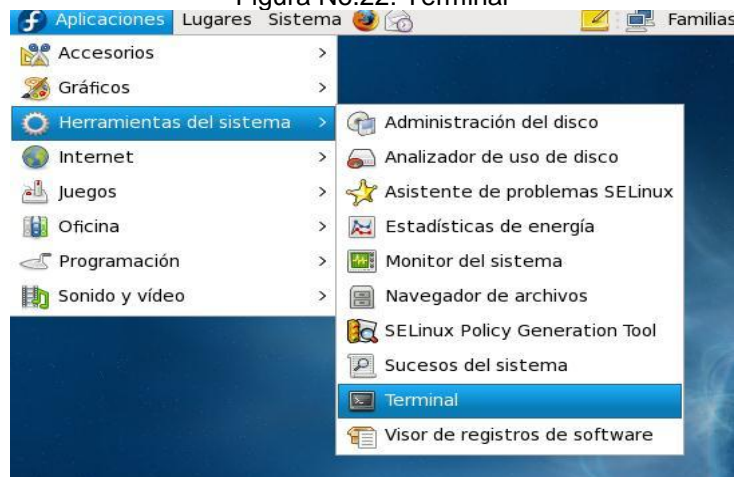 Figura No.22. Terminal
Aplicaciones Lugares Sistema Familias
Accesorios
Gráficos
Herramientas del sistema
Internet
Juegos
Oficina
Programación
Sonido y vídeo
Administración del disco
Analizador de uso de disco
Asistente de problemas SELinux
Estadísticas de energía
Monitor del sistema
Navegador de archivos
SELinux Policy Generation Tool
Sucesos del sistema
Terminal
Visor de registros de software